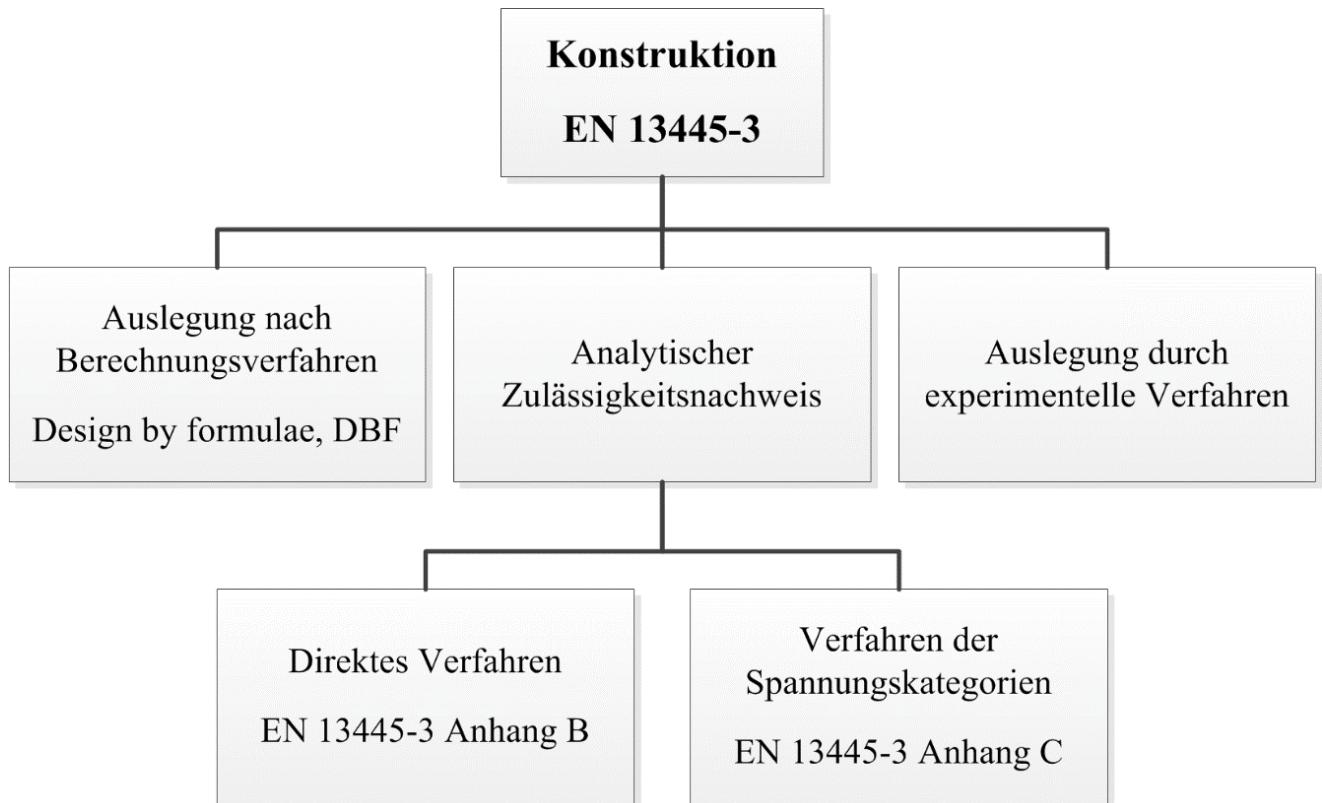 Konstruktion
EN 13445-3
Auslegung nach
Berechnungsverfahren
Design by formulae, DBF
Analytischer
Zulässigkeitsnachweis
Auslegung durch
experimentelle Verfahren
Direktes Verfahren
EN 13445-3 Anhang B
Verfahren der
Spannungskategorien
EN 13445-3 Anhang C